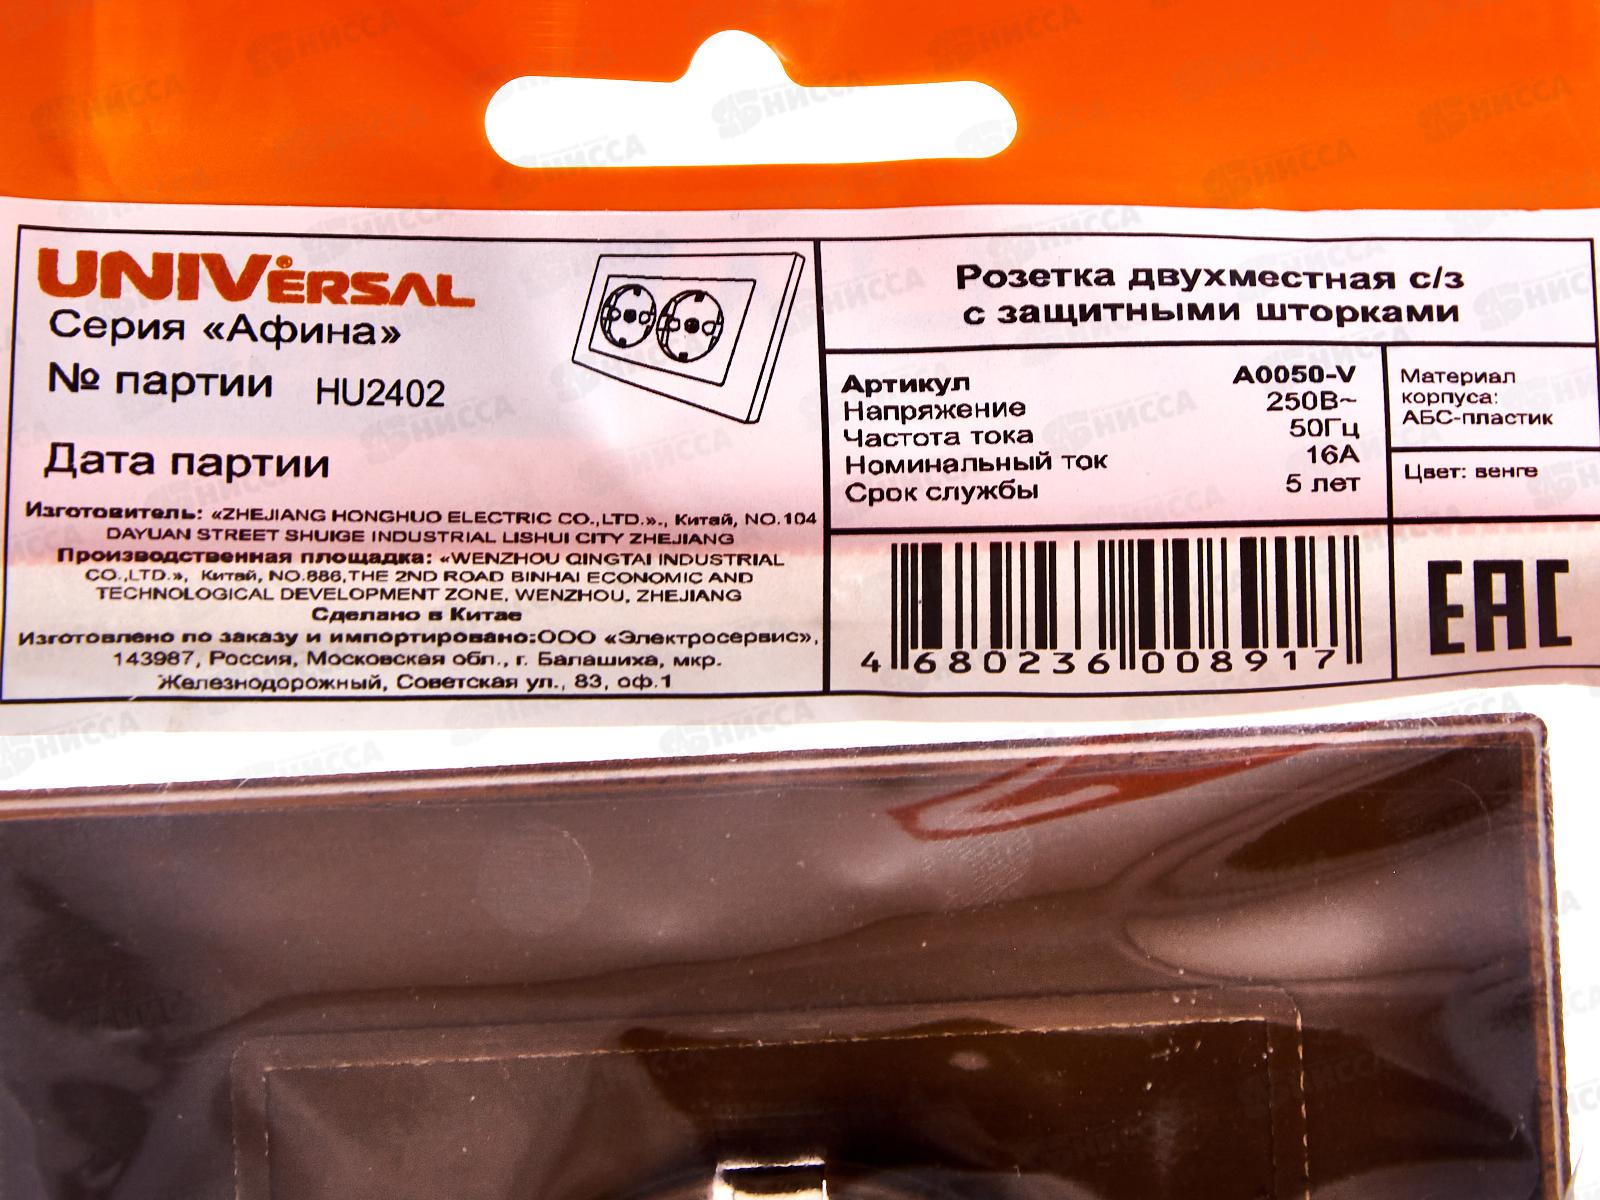 UNIVERSAL
Серия «Афина»
№ партии HU2402
Дата партии
Изготовитель: «ZHEJIANG HONGHUO ELECTRIC CO.,LTD.»., Китай, NO.104
DAYUAN STREET SHUIGE INDUSTRIAL LISHUI CITY ZHEJIANG
Производственная площадка: «WENZHOU QINGTAI INDUSTRIAL
CO.,LTD.», Китай, NO.886,THE 2ND ROAD BINHAI ECONOMIC AND
TECHNOLOGICAL DEVELOPMENT ZONE, WENZHOU, ZHEJIANG
Сделано в Китае
Изготовлено по заказу и импортировано:ООО «Электросервис»,
143987, Россия, Московская обл., г. Балашиха, мкр.
Железнодорожный, Советская ул., 83, оф.1
Розетка двухместная с/з
с защитными шторками
Артикул A0050-V
Напряжение 250В~
Частота тока 50Гц
Номинальный ток 16А
Срок службы 5 лет
Материал
корпуса:
АБС-пластик
Цвет: венге
4 680236 008917
ЕАС
НИССА